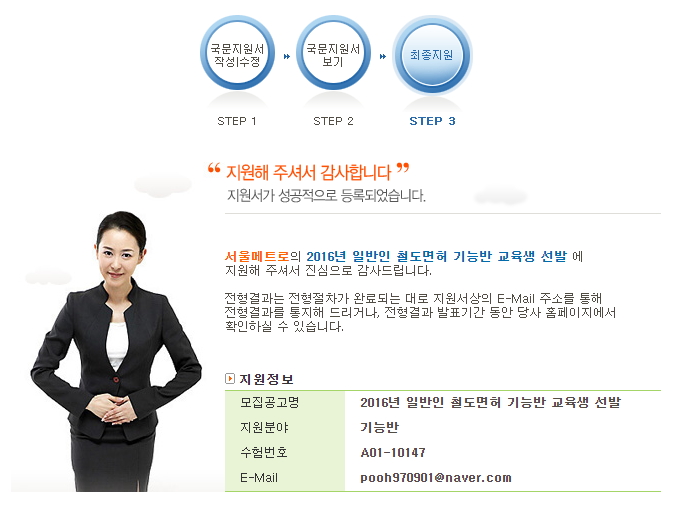 국문지원서
작성|수정
국문지원서
보기
최종지원
STEP 1
STEP 2
STEP 3
“ 지원해 주셔서 감사합니다 ”
지원서가 성공적으로 등록되었습니다.
서울메트로의 2016년 일반인 철도면허 기능반 교육생 선발 에
지원해 주셔서 진심으로 감사드립니다.
전형결과는 전형절차가 완료되는 대로 지원서상의 E-Mail 주소를 통해
전형결과를 통지해 드리거나, 전형결과 발표기간 동안 당사 홈페이지에서
확인하실 수 있습니다.
지원정보
모집공고명 2016년 일반인 철도면허 기능반 교육생 선발
지원분야 기능반
수험번호 A01-10147
E-Mail pooh970901@naver.com